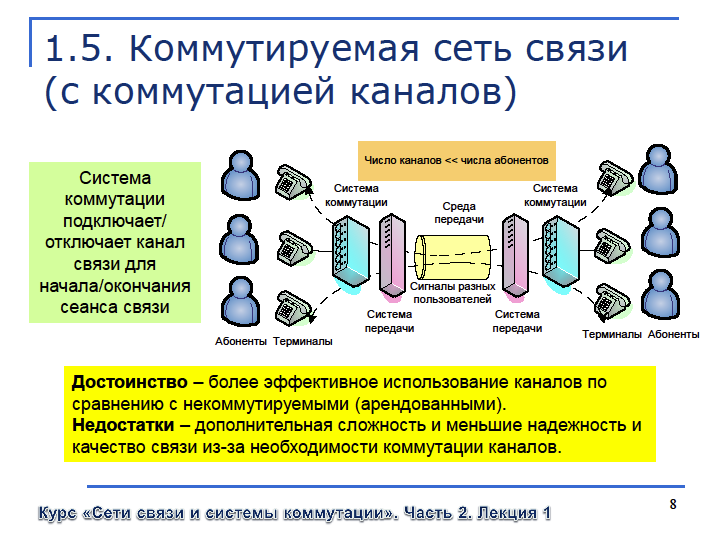 1.5. Коммутируемая сеть связи
(с коммутацией каналов)
Система
коммутации
подключает/
отключает канал
связи для
начала/окончания
сеанса связи
Число каналов << числа абонентов
Система
коммутации
Среда
передачи
Система
коммутации
Сигналы разных
пользователей
Система
передачи
Система
передачи
Абоненты Терминалы
Терминалы Абоненты
Достоинство – более эффективное использование каналов по
сравнению с некоммутируемыми (арендованными).
Недостатки – дополнительная сложность и меньшие надежность и
качество связи из-за необходимости коммутации каналов.
8
Курс «Сети связи и системы коммутации». Часть 2. Лекция 1